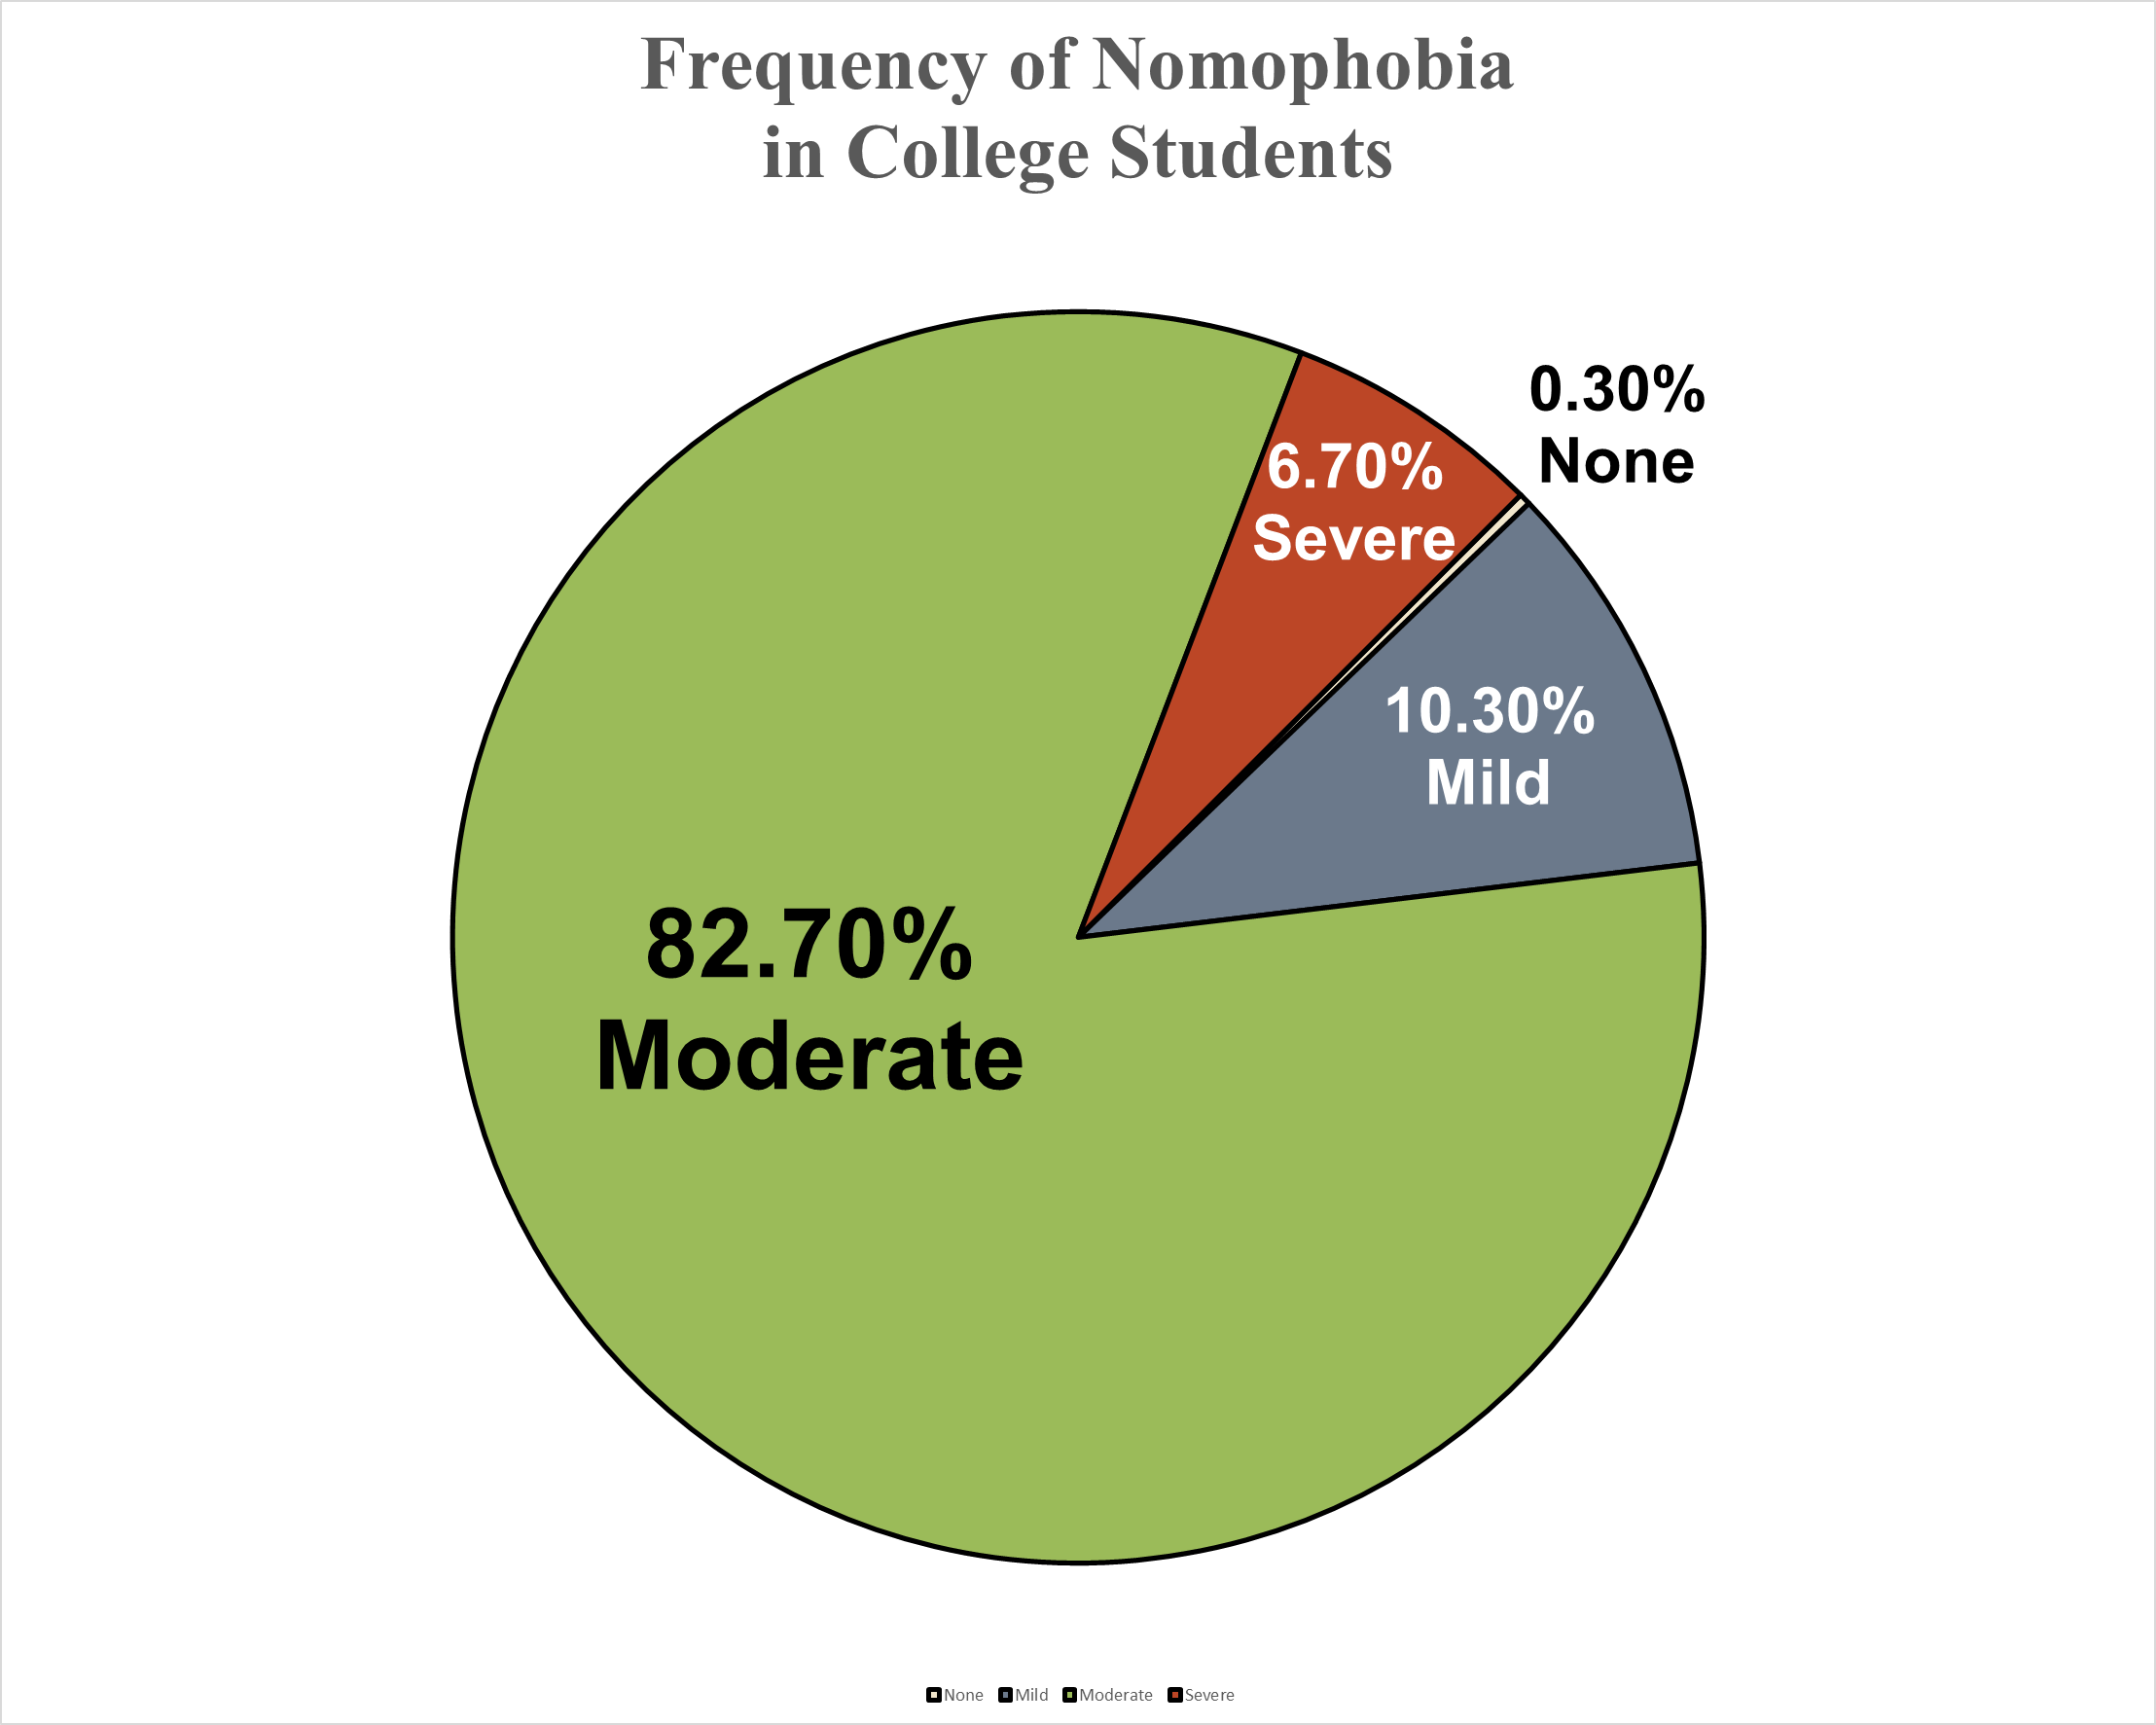 Frequency of Nomophobia
in College Students
0.30%
None
6.70%
Severe
10.30%
Mild
82.70%
Moderate
None Mild Moderate Severe